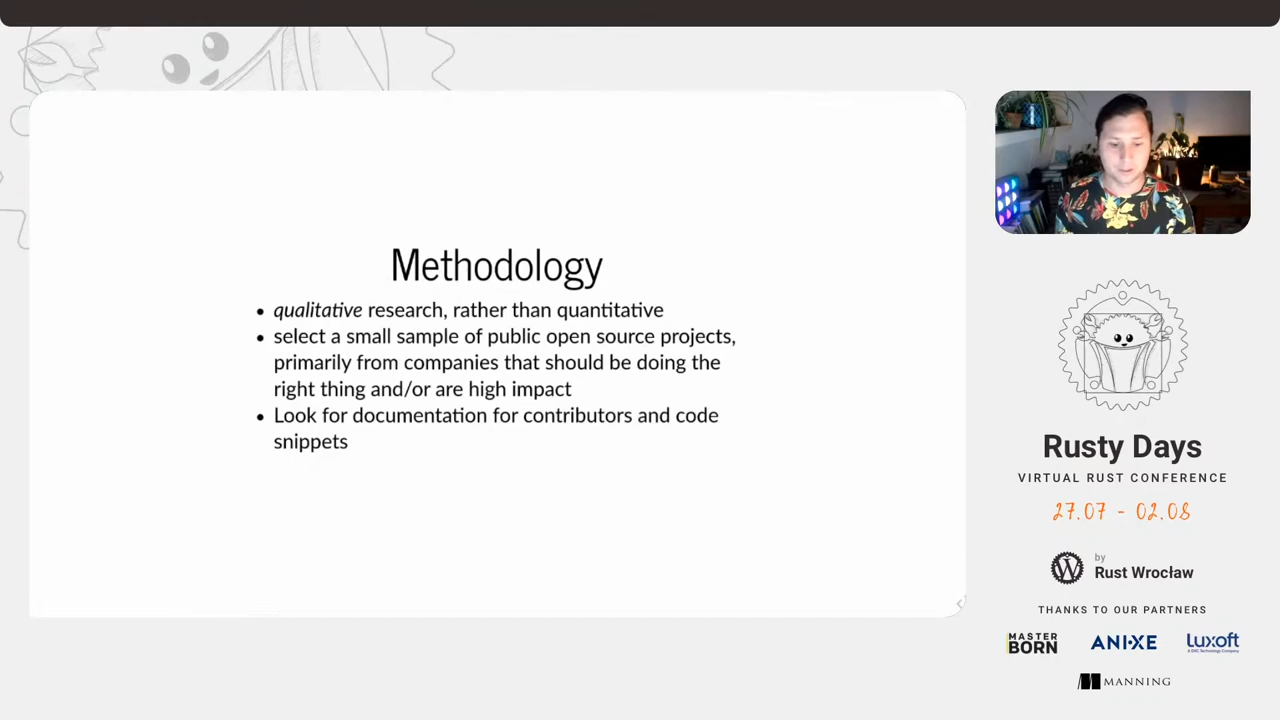 Methodology
• qualitative research, rather than quantitative
• select a small sample of public open source projects,
primarily from companies that should be doing the
right thing and/or are high impact
• Look for documentation for contributors and code
snippets
Rusty Days
VIRTUAL RUST CONFERENCE
27.07 - 02.08
by
Rust Wrocław
THANKS TO OUR PARTNERS
MASTER
BORN
ANIXE
Luxoft
A DXC Technology Company
MANNING